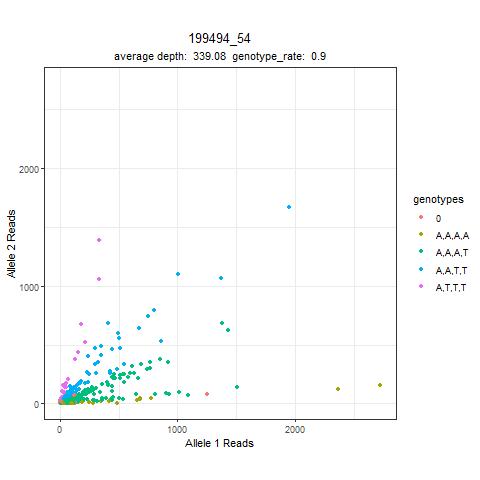 199494_54
average depth:  339.08  genotype_rate:  0.9
Allele 2 Reads
2000
1000
0
0
1000
2000
Allele 1 Reads
genotypes
0
A,A,A,A
A,A,A,T
A,A,T,T
A,T,T,T